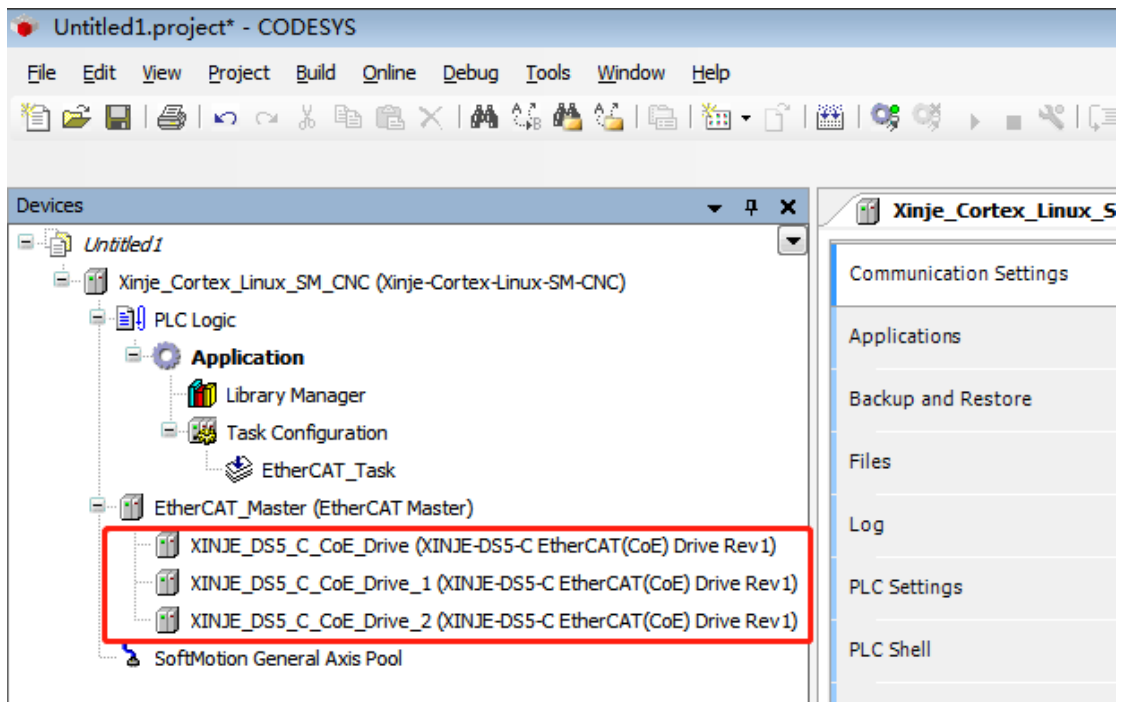 Untitled1.project* - CODESYS
File Edit View Project Build Online Debug Tools Window Help
Devices
Untitled1
Xinje_Cortex_Linux_SM_CNC (Xinje-Cortex-Linux-SM-CNC)
PLC Logic
Application
Library Manager
Task Configuration
EtherCAT_Task
EtherCAT_Master (EtherCAT Master)
XINJE_DS5_C_CoE_Drive (XINJE-DS5-C EtherCAT(CoE) Drive Rev1)
XINJE_DS5_C_CoE_Drive_1 (XINJE-DS5-C EtherCAT(CoE) Drive Rev1)
XINJE_DS5_C_CoE_Drive_2 (XINJE-DS5-C EtherCAT(CoE) Drive Rev1)
SoftMotion General Axis Pool
Xinje_Cortex_Linux_S
Communication Settings
Applications
Backup and Restore
Files
Log
PLC Settings
PLC Shell